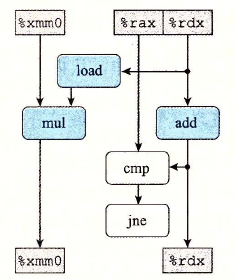 %xmm0 %rax %rdx
load
mul add
cmp
jne
%xmm0 %rdx